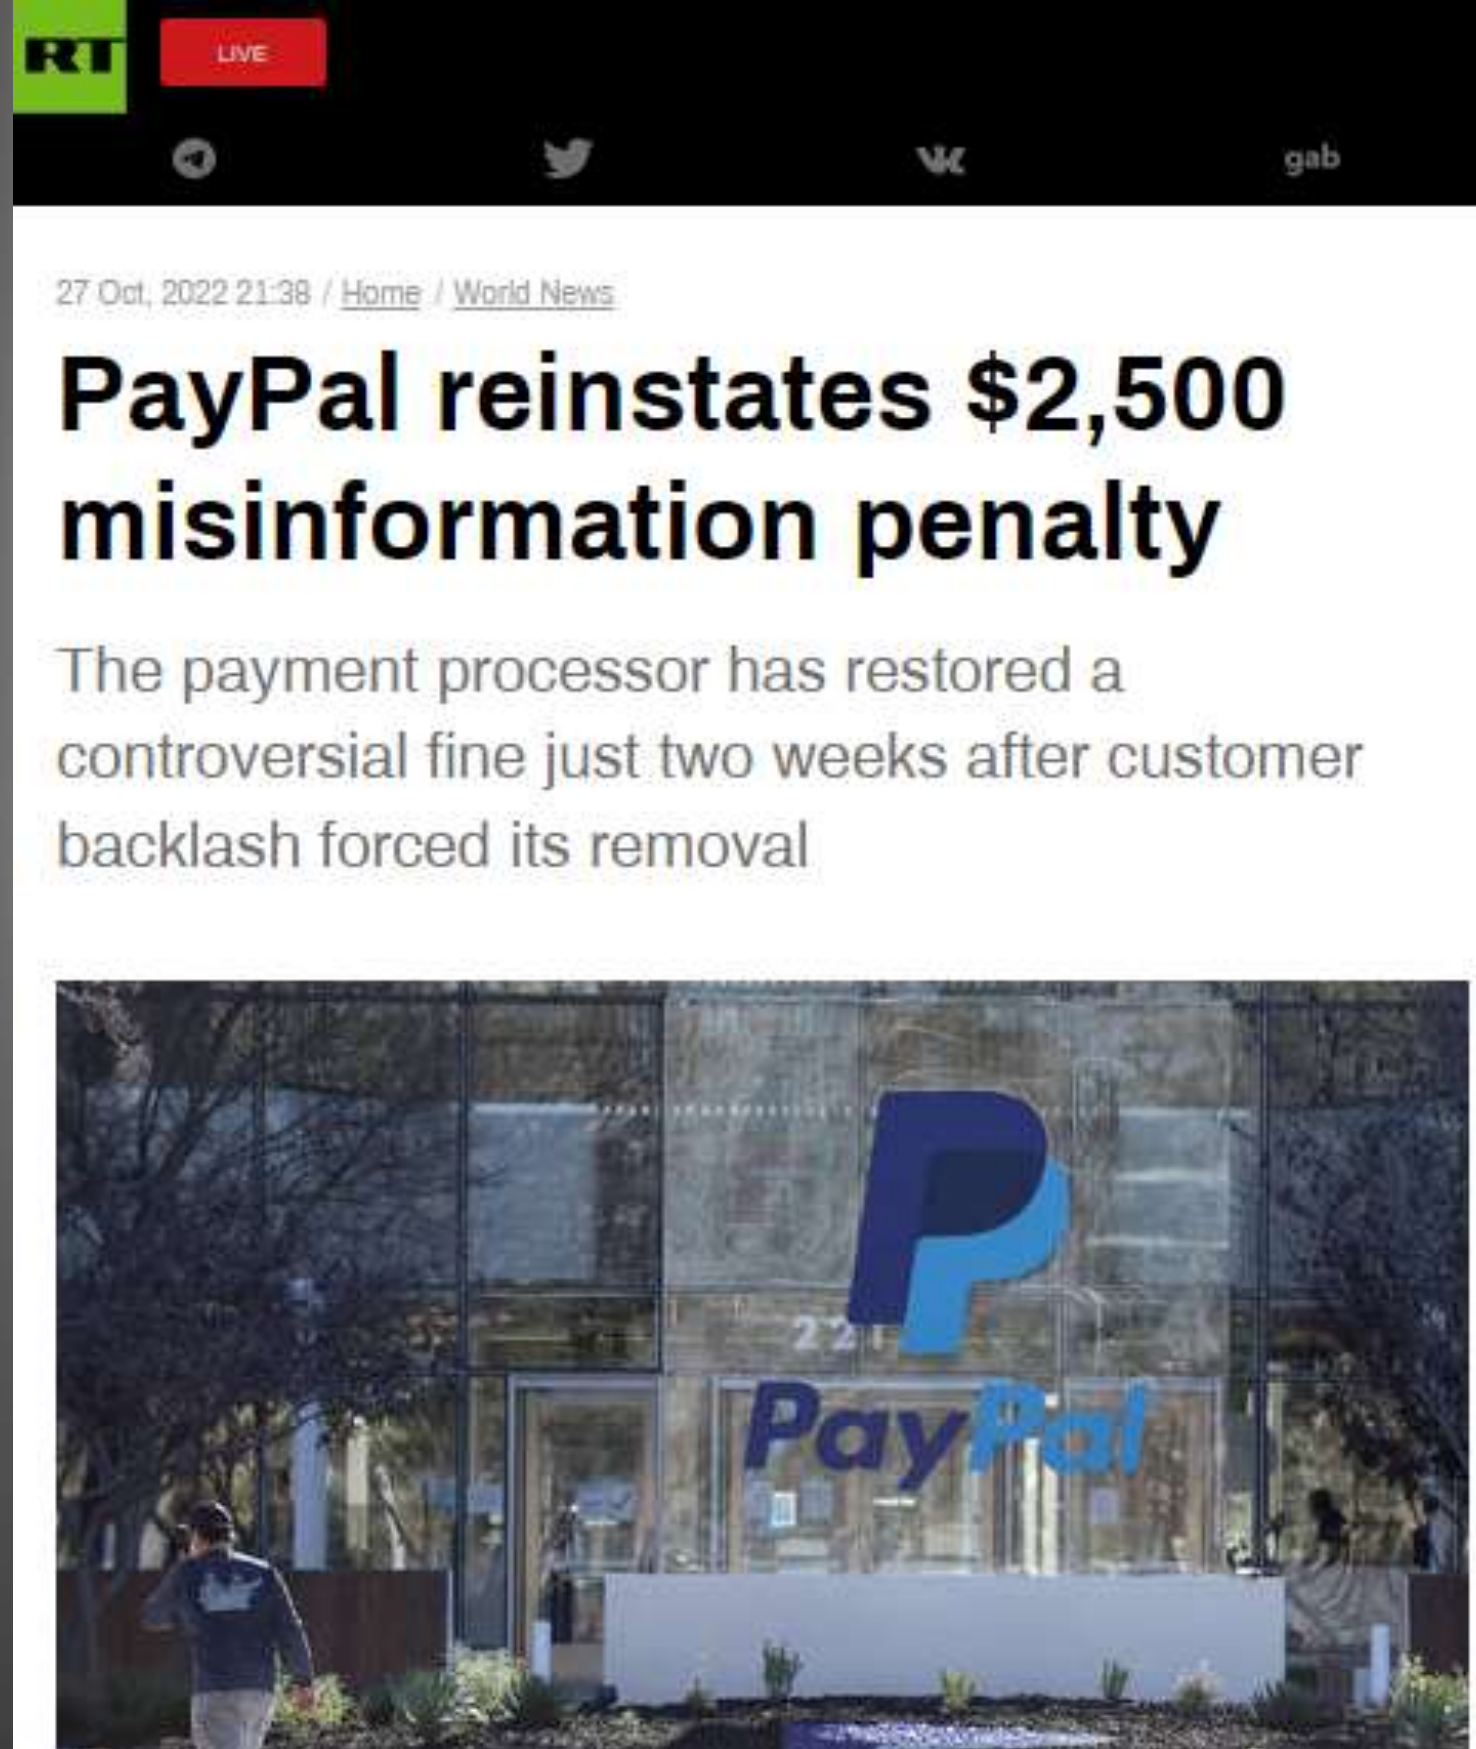 RT
LIVE
gab
27 Oct, 2022 21:38 / Home / World News
PayPal reinstates $2,500
misinformation penalty
The payment processor has restored a
controversial fine just two weeks after customer
backlash forced its removal
PayPal